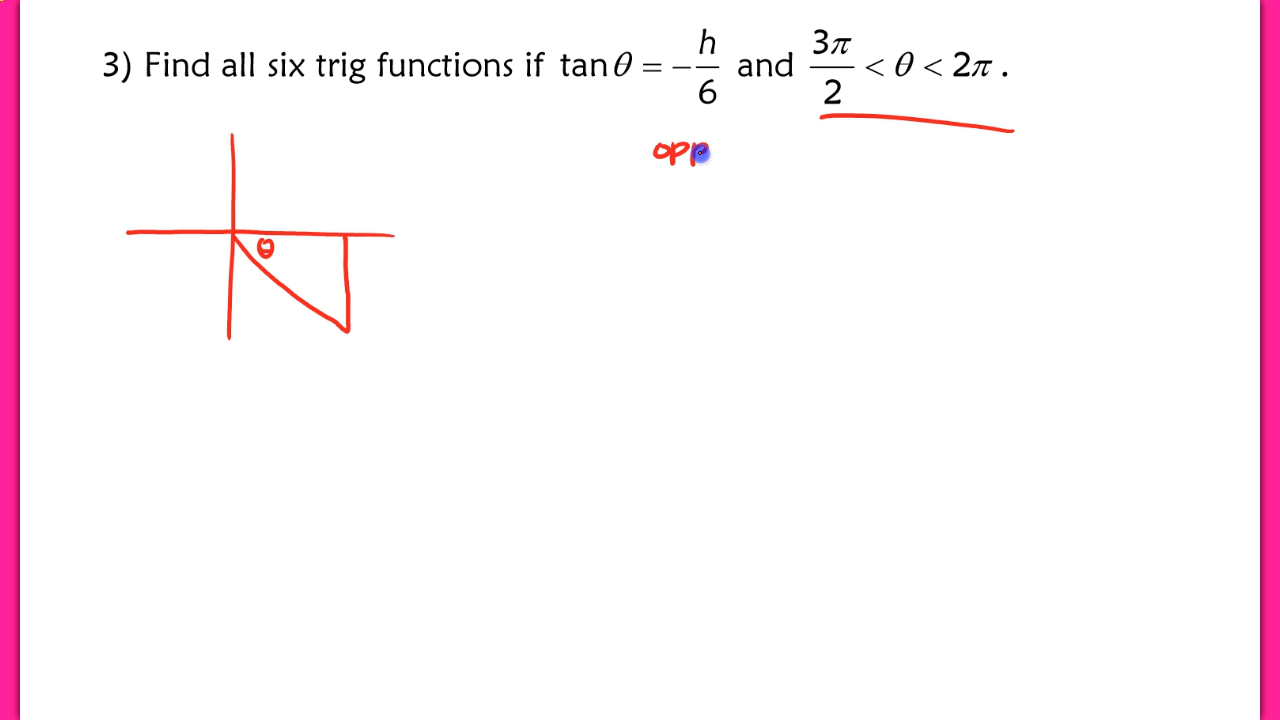 3) Find all six trig functions if tan θ = -h/6 and 3π/2 < θ < 2π .
opp
θ